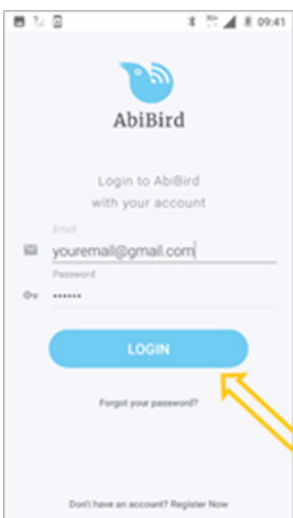 09:41
AbiBird
Login to AbiBird
with your account
Email
youremail@gmail.com
Password
••••••
LOGIN
Forgot your password?
Don't have an account? Register Now